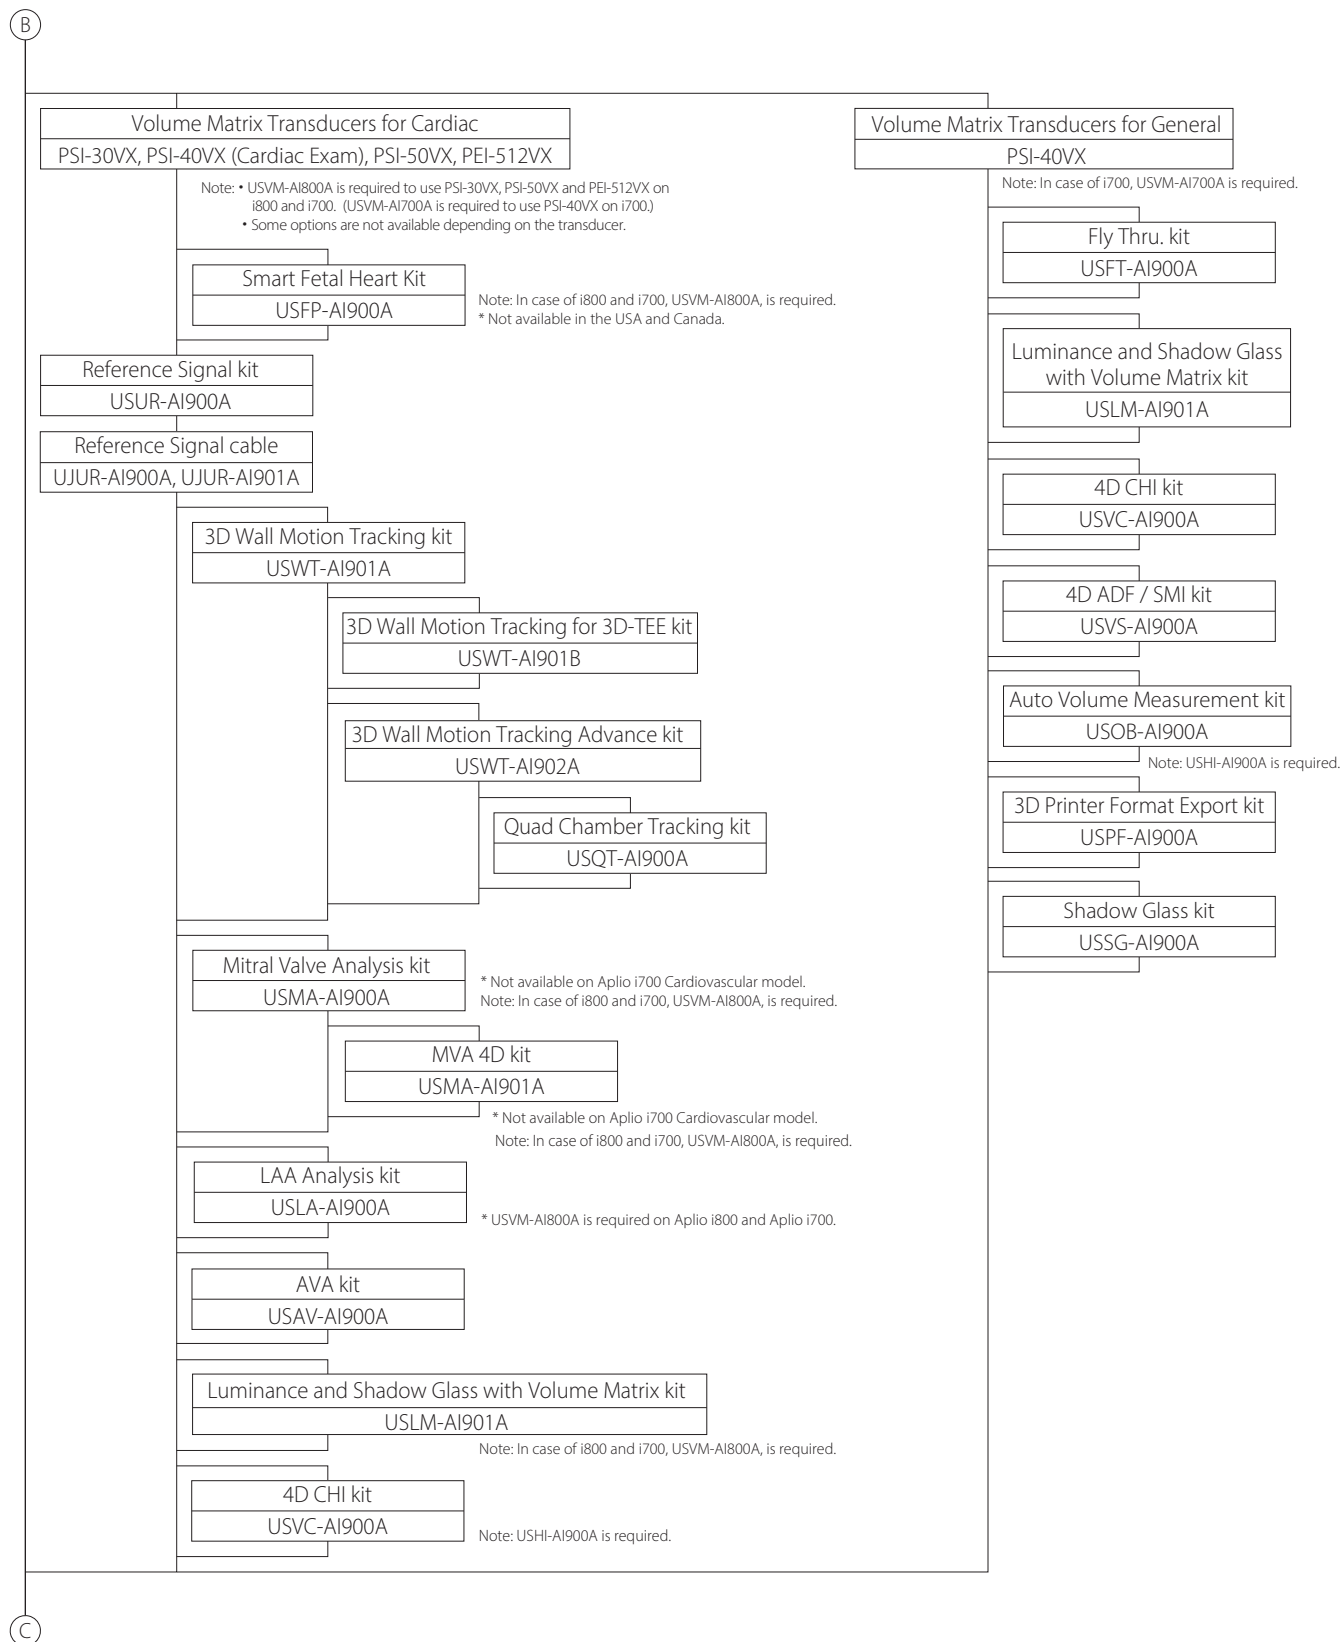 B
Volume Matrix Transducers for Cardiac
PSI-30VX, PSI-40VX (Cardiac Exam), PSI-50VX, PEI-512VX
Note: • USVM-AI800A is required to use PSI-30VX, PSI-50VX and PEI-512VX on
i800 and i700. (USVM-AI700A is required to use PSI-40VX on i700.)
• Some options are not available depending on the transducer.
Smart Fetal Heart Kit
USFP-AI900A
Note: In case of i800 and i700, USVM-AI800A, is required.
* Not available in the USA and Canada.
Reference Signal kit
USUR-AI900A
Reference Signal cable
UJUR-AI900A, UJUR-AI901A
3D Wall Motion Tracking kit
USWT-AI901A
3D Wall Motion Tracking for 3D-TEE kit
USWT-AI901B
3D Wall Motion Tracking Advance kit
USWT-AI902A
Quad Chamber Tracking kit
USQT-AI900A
Mitral Valve Analysis kit
USMA-AI900A
* Not available on Aplio i700 Cardiovascular model.
Note: In case of i800 and i700, USVM-AI800A, is required.
MVA 4D kit
USMA-AI901A
* Not available on Aplio i700 Cardiovascular model.
Note: In case of i800 and i700, USVM-AI800A, is required.
LAA Analysis kit
USLA-AI900A
* USVM-AI800A is required on Aplio i800 and Aplio i700.
AVA kit
USAV-AI900A
Luminance and Shadow Glass with Volume Matrix kit
USLM-AI901A
Note: In case of i800 and i700, USVM-AI800A, is required.
4D CHI kit
USVC-AI900A
Note: USHI-AI900A is required.
Volume Matrix Transducers for General
PSI-40VX
Note: In case of i700, USVM-AI700A is required.
Fly Thru. kit
USFT-AI900A
Luminance and Shadow Glass
with Volume Matrix kit
USLM-AI901A
4D CHI kit
USVC-AI900A
4D ADF / SMI kit
USVS-AI900A
Auto Volume Measurement kit
USOB-AI900A
Note: USHI-AI900A is required.
3D Printer Format Export kit
USPF-AI900A
Shadow Glass kit
USSG-AI900A
C